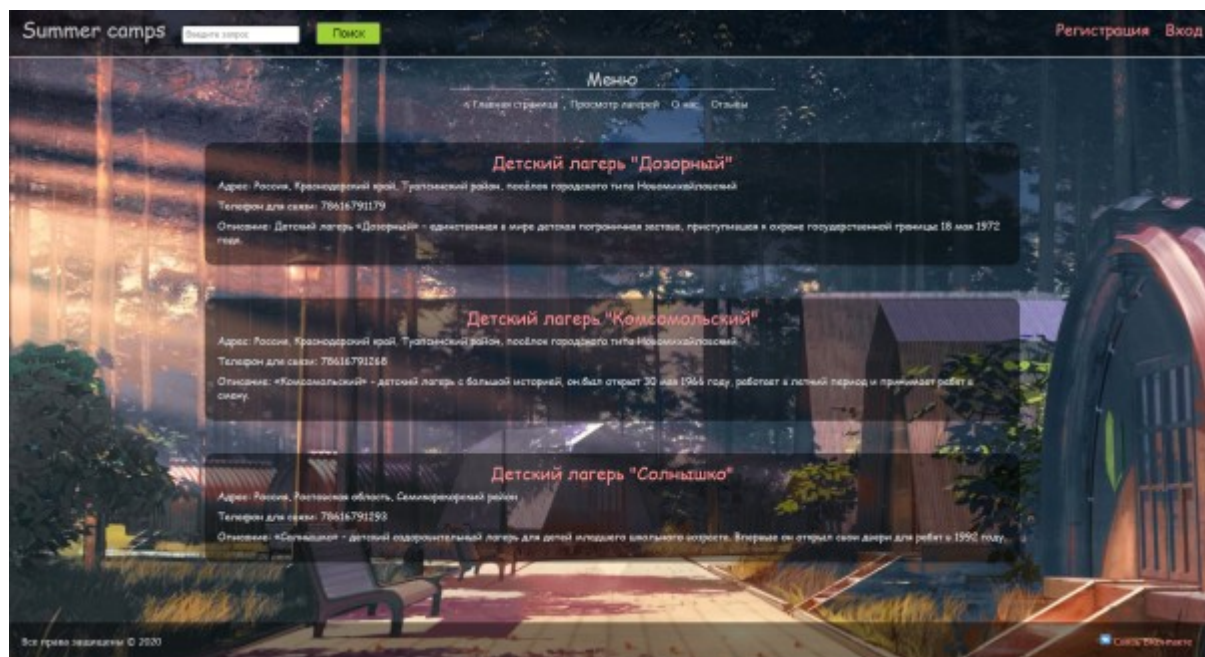 Summer camps Введите запрос Поиск Регистрация Вход
Меню
Главная страница Просмотр лагерей О нас Отзывы
Детский лагерь "Дозорный"
Адрес: Россия, Краснодарский край, Туапсинский район, посёлок городского типа Новомихайловский
Телефон для связи: 78616791179
Описание: Детский лагерь «Дозорный» - единственная в мире детская пограничная застава, приступившая к охране государственной границы 18 мая 1972
года.
Детский лагерь "Комсомольский"
Адрес: Россия, Краснодарский край, Туапсинский район, посёлок городского типа Новомихайловский
Телефон для связи: 78616791268
Описание: «Комсомольский» - детский лагерь с большой историей, он был открыт 30 мая 1966 году, работает в летний период и принимает ребят в
смену.
Детский лагерь "Солнышко"
Адрес: Россия, Ростовская область, Семикаракорский район
Телефон для связи: 78616791293
Описание: «Солнышко» - детский оздоровительный лагерь для детей младшего школьного возраста. Впервые он открыл свои двери для ребят в 1992 году.
Все права защищены © 2020 Связь ВКонтакте